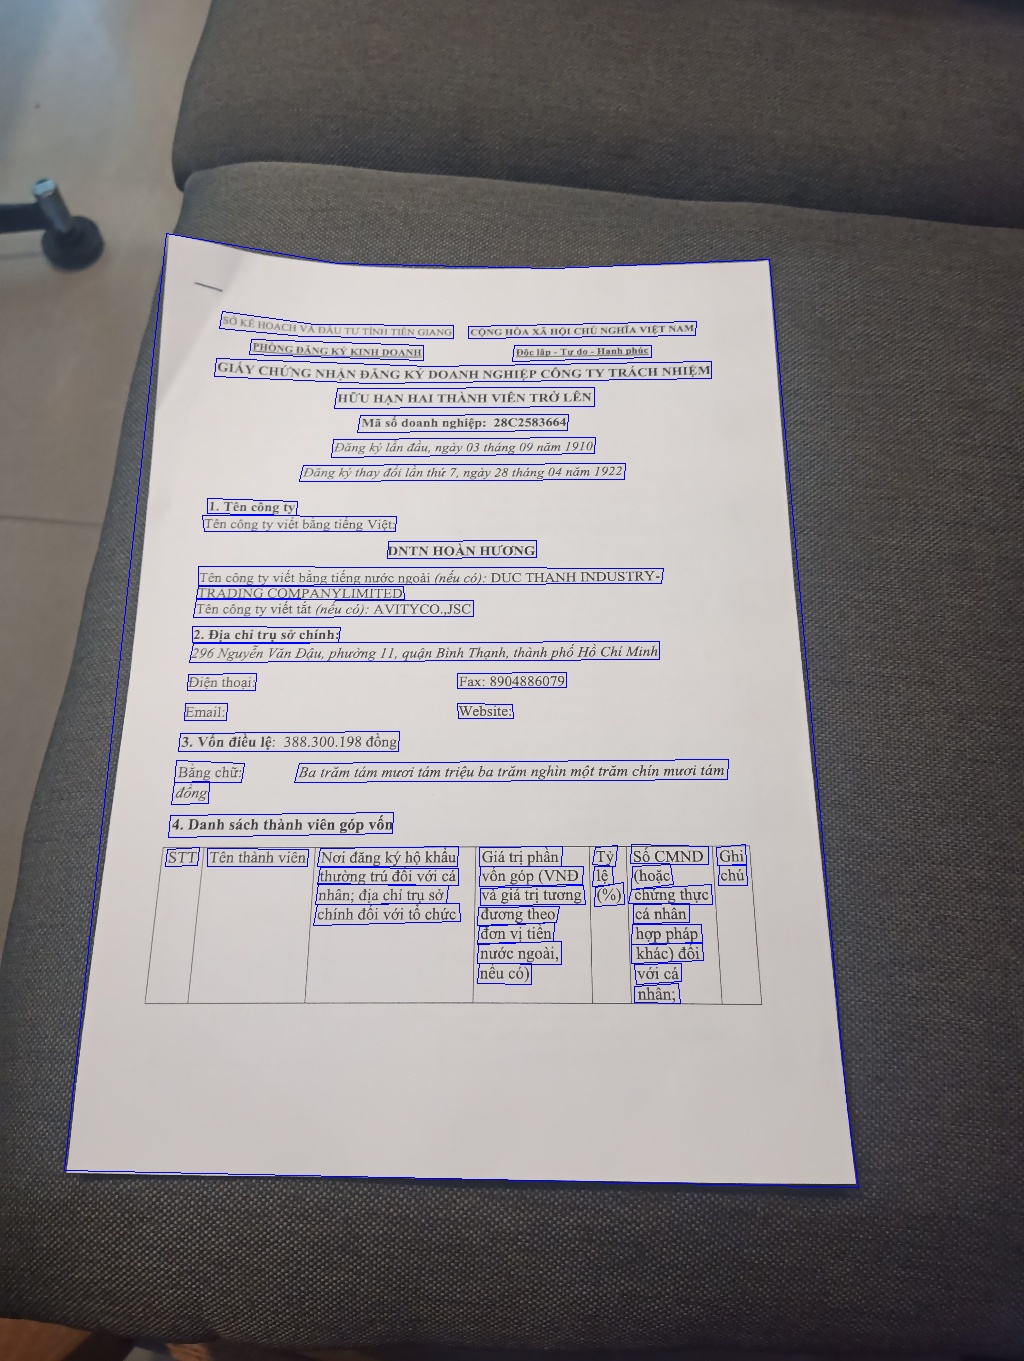 SỞ KẾ HOẠCH VÀ ĐẦU TƯ TỈNH TIỀN GIANG
CỘNG HÒA XÃ HỘI CHỦ NGHĨA VIỆT NAM
PHÒNG ĐĂNG KÝ KINH DOANH
Độc lập - Tự do - Hạnh phúc
GIẤY CHỨNG NHẬN ĐĂNG KÝ DOANH NGHIỆP CÔNG TY TRÁCH NHIỆM
HỮU HẠN HAI THÀNH VIÊN TRỞ LÊN
Mã số doanh nghiệp: 28C2583664
Đăng ký lần đầu, ngày 03 tháng 09 năm 1910
Đăng ký thay đổi lần thứ 7, ngày 28 tháng 04 năm 1922
1. Tên công ty
Tên công ty viết bằng tiếng Việt:
DNTN HOÀN HƯƠNG
Tên công ty viết bằng tiếng nước ngoài (nếu có): DUC THANH INDUSTRY-
TRADING COMPANYLIMITED
Tên công ty viết tắt (nếu có): AVITYCO.,JSC
2. Địa chỉ trụ sở chính:
296 Nguyễn Văn Đậu, phường 11, quận Bình Thạnh, thành phố Hồ Chí Minh
Điện thoại:
Fax: 8904886079
Email:
Website:
3. Vốn điều lệ: 388.300.198 đồng
Bằng chữ:
Ba trăm tám mươi tám triệu ba trăm nghìn một trăm chín mươi tám
đồng
4. Danh sách thành viên góp vốn
STT
Tên thành viên
Nơi đăng ký hộ khẩu
thường trú đối với cá
nhân; địa chỉ trụ sở
chính đối với tổ chức
Giá trị phần
vốn góp (VNĐ
và giá trị tương
đương theo
đơn vị tiền
nước ngoài,
nếu có)
Tỷ
lệ
(%)
Số CMND
(hoặc
chứng thực
cá nhân
hợp pháp
khác) đối
với cá
nhân;
Ghi
chú